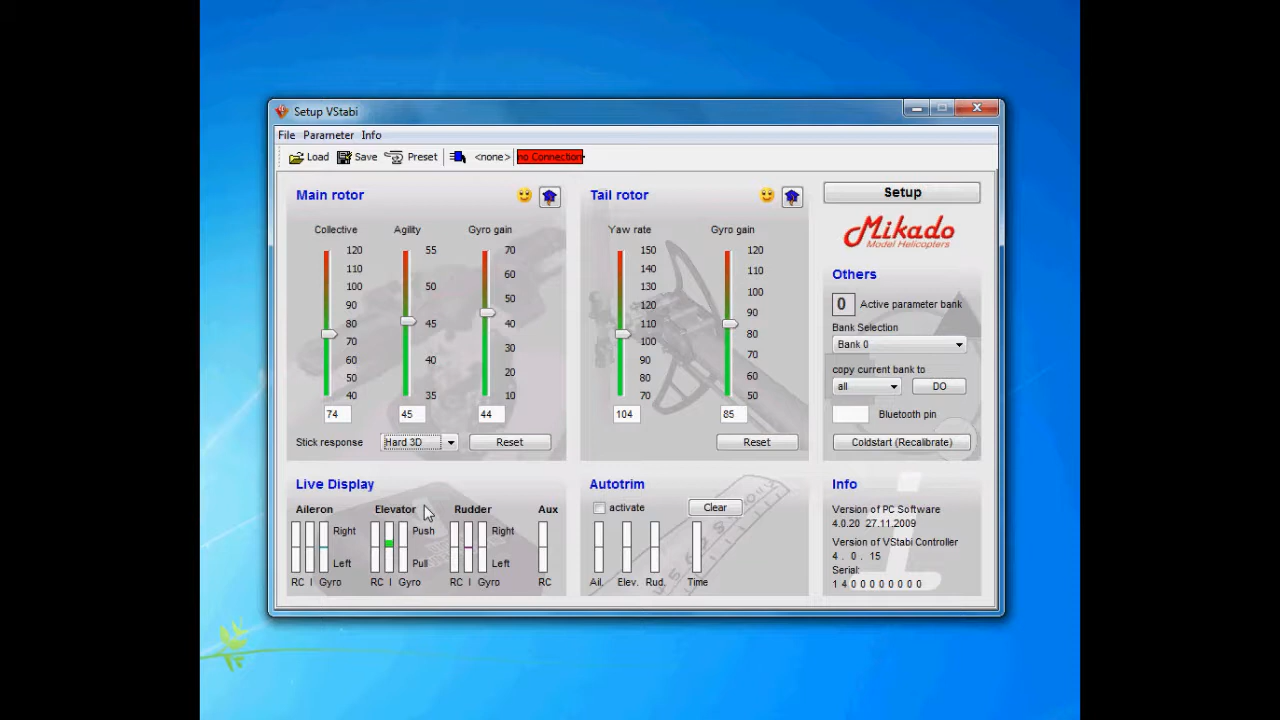 Setup VStabi
File Parameter Info
Load Save Preset <none> no Connection
Main rotor
Collective Agility Gyro gain
120 55 70
110 60
100 50 50
90 40
80 45 30
70 20
60 40 10
50
40 35
74 45 44
Stick response Hard 3D Reset
Tail rotor
Yaw rate Gyro gain
150 120
140 110
130 100
120 90
110 80
100 70
90 60
80 50
70
104 85
Reset
Setup
Mikado
Model Helicopters
Others
0 Active parameter bank
Bank Selection
Bank 0
copy current bank to
all DO
Bluetooth pin
Coldstart (Recalibrate)
Live Display
Aileron Elevator Rudder Aux
Right Push Right
Left Pull Left
RC I Gyro RC I Gyro RC I Gyro RC
Autotrim
activate Clear
Ail. Elev. Rud. Time
Info
Version of PC Software
4.0.20 27.11.2009
Version of VStabi Controller
4 . 0 . 15
Serial:
1 4 0 0 0 0 0 0 0 0